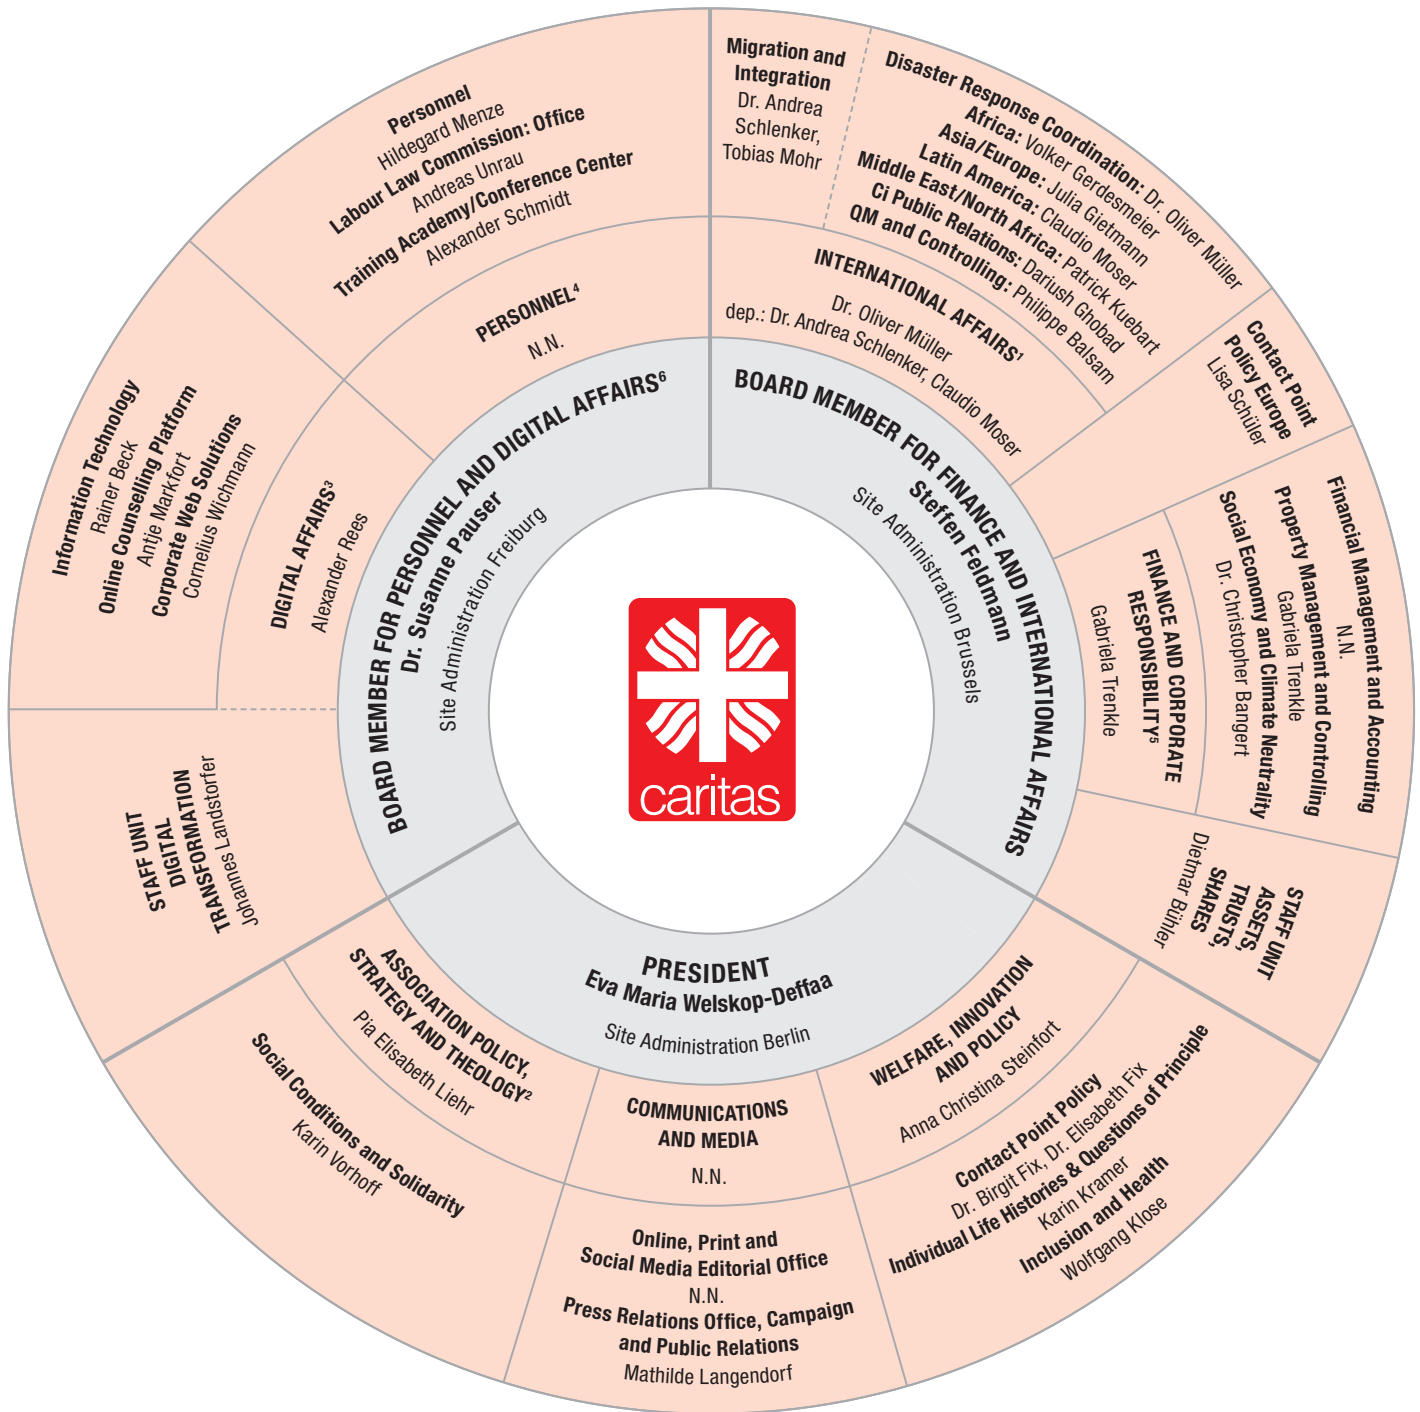 caritas
BOARD MEMBER FOR PERSONNEL AND DIGITAL AFFAIRS⁶
Dr. Susanne Pauser
Site Administration Freiburg
PERSONNEL⁴
N.N.
Personnel
Hildegard Menze
Labour Law Commission: Office
Andreas Unrau
Training Academy/Conference Center
Alexander Schmidt
DIGITAL AFFAIRS³
Alexander Rees
Information Technology
Rainer Beck
Online Counselling Platform
Antje Markfort
Corporate Web Solutions
Cornelius Wichmann
STAFF UNIT
DIGITAL
TRANSFORMATION
Johannes Landstorfer
BOARD MEMBER FOR FINANCE AND INTERNATIONAL AFFAIRS
Steffen Feldmann
Site Administration Brussels
INTERNATIONAL AFFAIRS¹
Dr. Oliver Müller
dep.: Dr. Andrea Schlenker, Claudio Moser
Migration and
Integration
Dr. Andrea
Schlenker,
Tobias Mohr
Disaster Response Coordination: Dr. Oliver Müller
Africa: Volker Gerdesmeier
Asia/Europe: Julia Gietmann
Latin America: Claudio Moser
Middle East/North Africa: Patrick Kuebart
Ci Public Relations: Dariush Ghobad
QM and Controlling: Philippe Balsam
Contact Point
Policy Europe
Lisa Schüler
FINANCE AND CORPORATE
RESPONSIBILITY⁵
Gabriela Trenkle
Financial Management and Accounting
N.N.
Property Management and Controlling
Gabriela Trenkle
Social Economy and Climate Neutrality
Dr. Christopher Bangert
STAFF UNIT
ASSETS,
TRUSTS,
SHARES
Dietmar Bühler
PRESIDENT
Eva Maria Welskop-Deffaa
Site Administration Berlin
ASSOCIATION POLICY,
STRATEGY AND THEOLOGY²
Pia Elisabeth Liehr
Social Conditions and Solidarity
Karin Vorhoff
COMMUNICATIONS
AND MEDIA
N.N.
Online, Print and
Social Media Editorial Office
N.N.
Press Relations Office, Campaign
and Public Relations
Mathilde Langendorf
WELFARE, INNOVATION
AND POLICY
Anna Christina Steinfort
Contact Point Policy
Dr. Birgit Fix, Dr. Elisabeth Fix
Individual Life Histories & Questions of Principle
Karin Kramer
Inclusion and Health
Wolfgang Klose